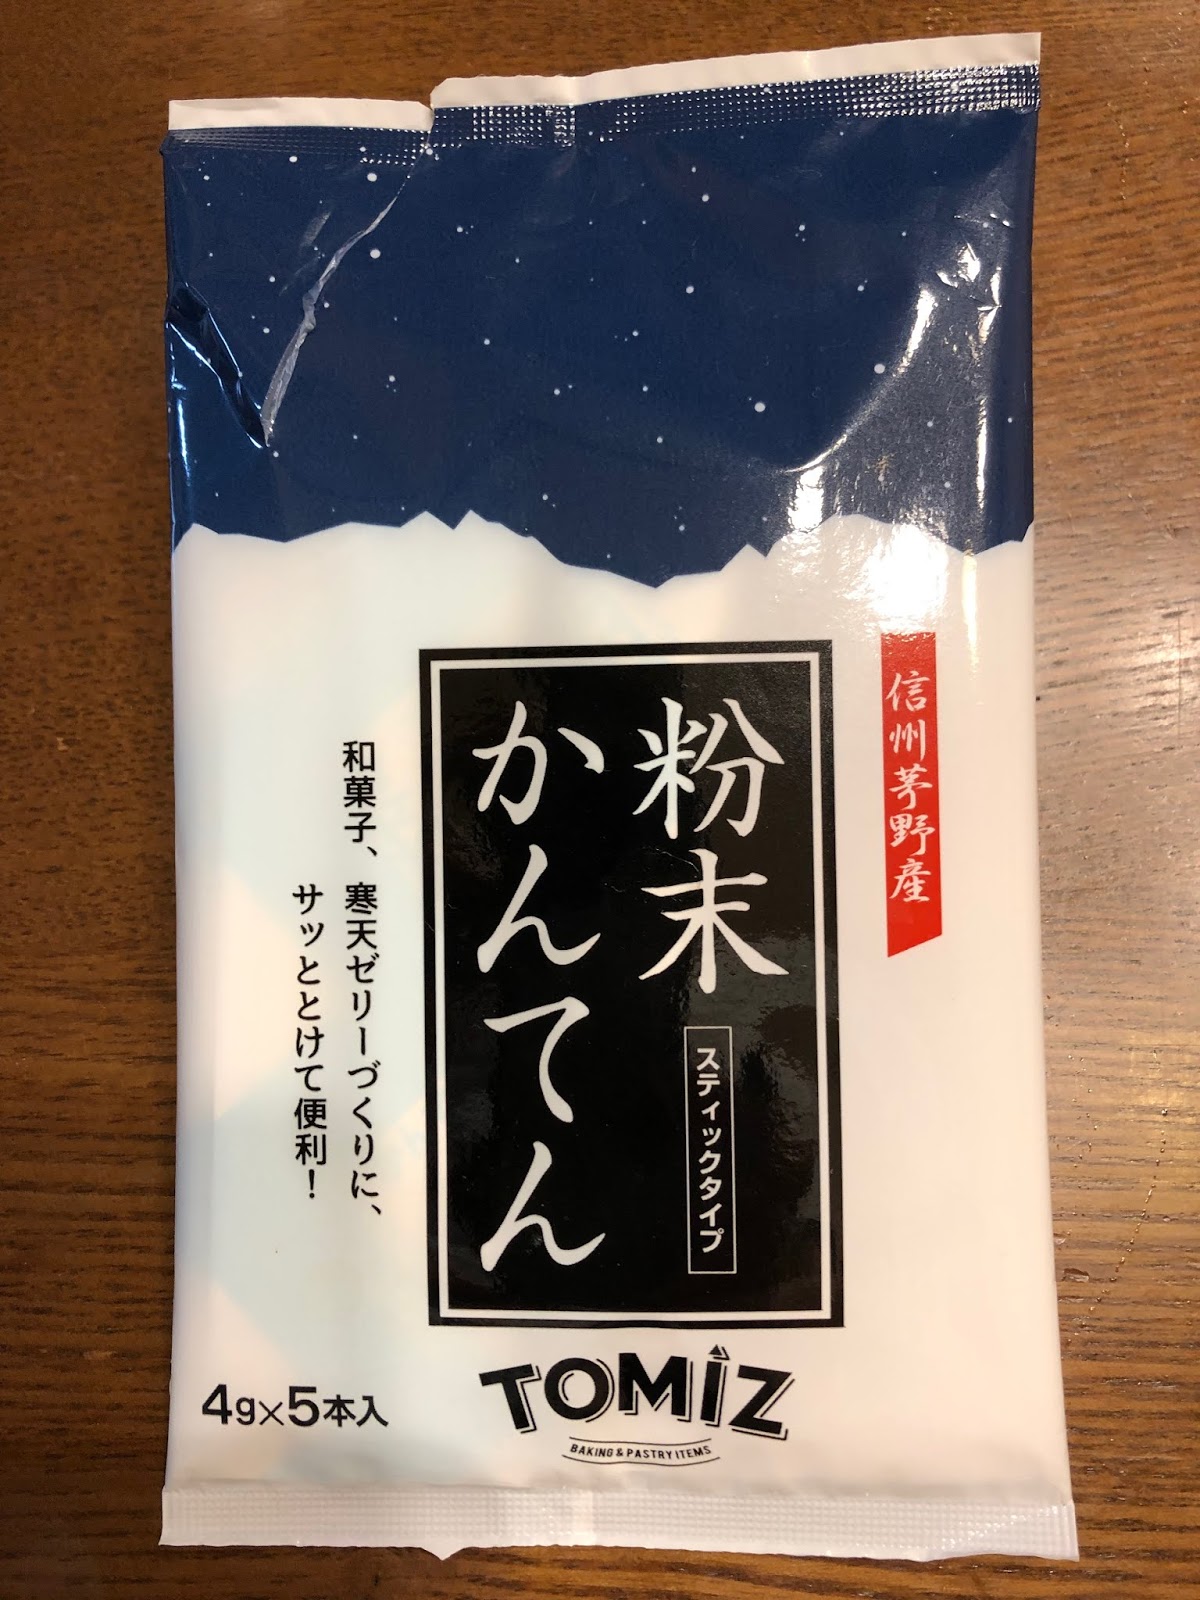 信州茅野産
粉末
スティックタイプ
かんてん
和菓子、寒天ゼリーづくりに、
サッととけて便利！
TOMIZ
BAKING & PASTRY ITEMS
4g×5本入